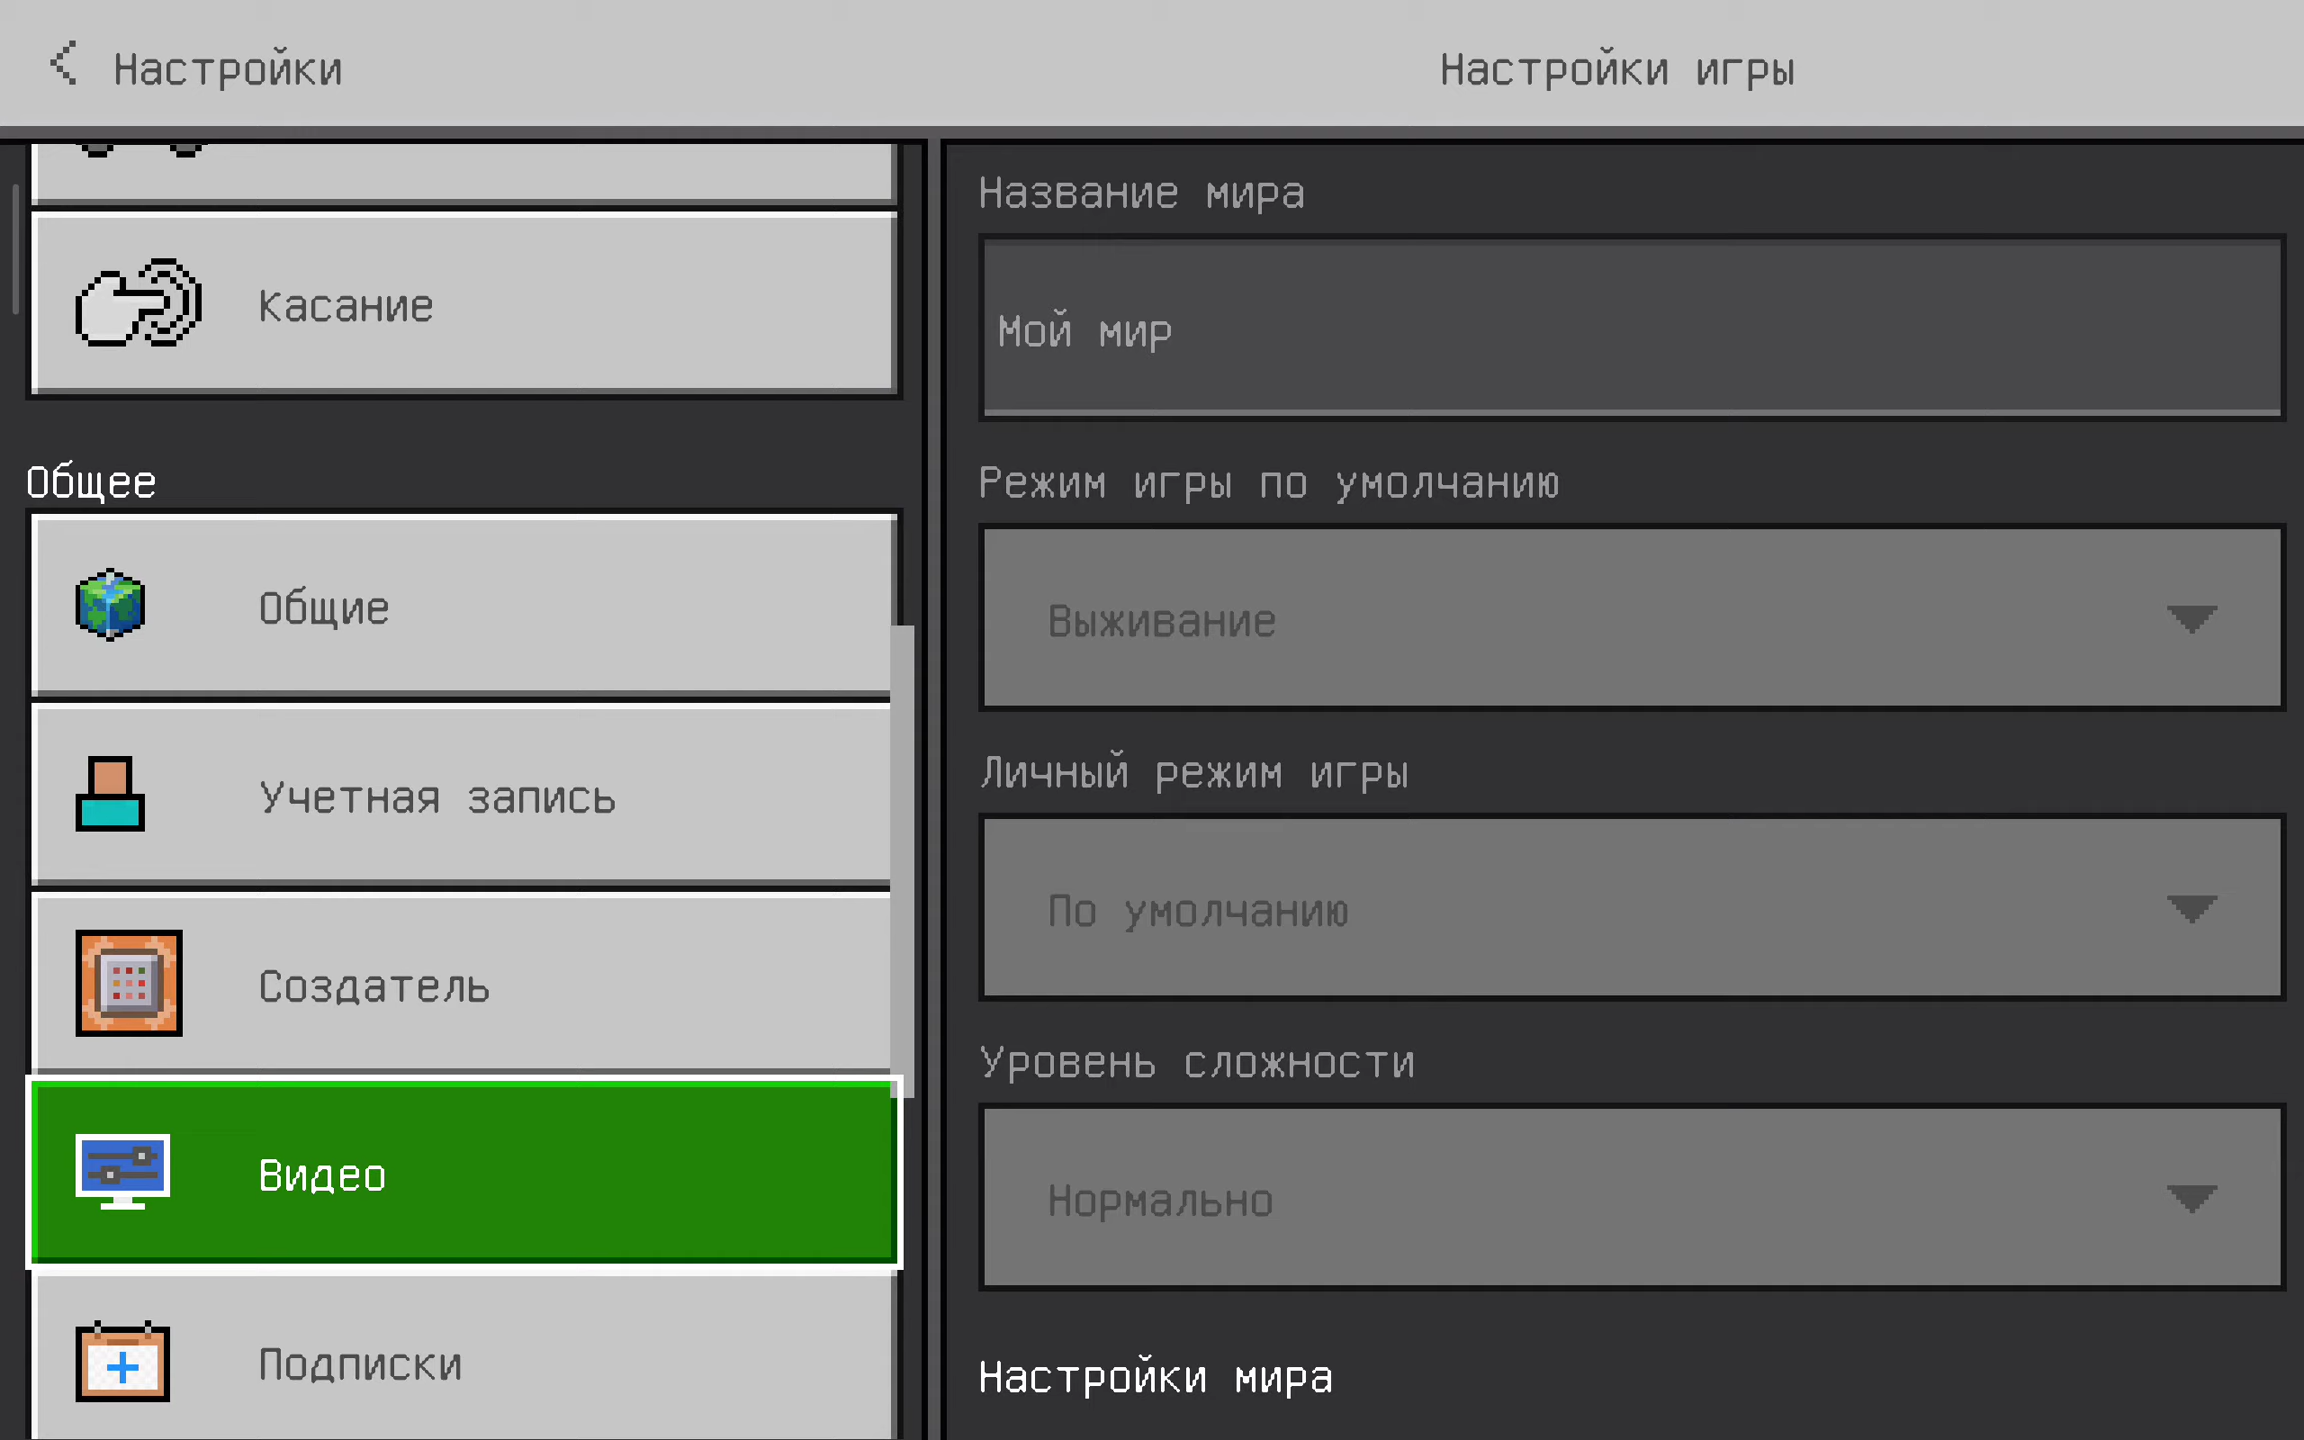 Настройки
Настройки игры
Касание
Общее
Общие
Учетная запись
Создатель
Видео
Подписки
Название мира
Мой мир
Режим игры по умолчанию
Выживание
Личный режим игры
По умолчанию
Уровень сложности
Нормально
Настройки мира